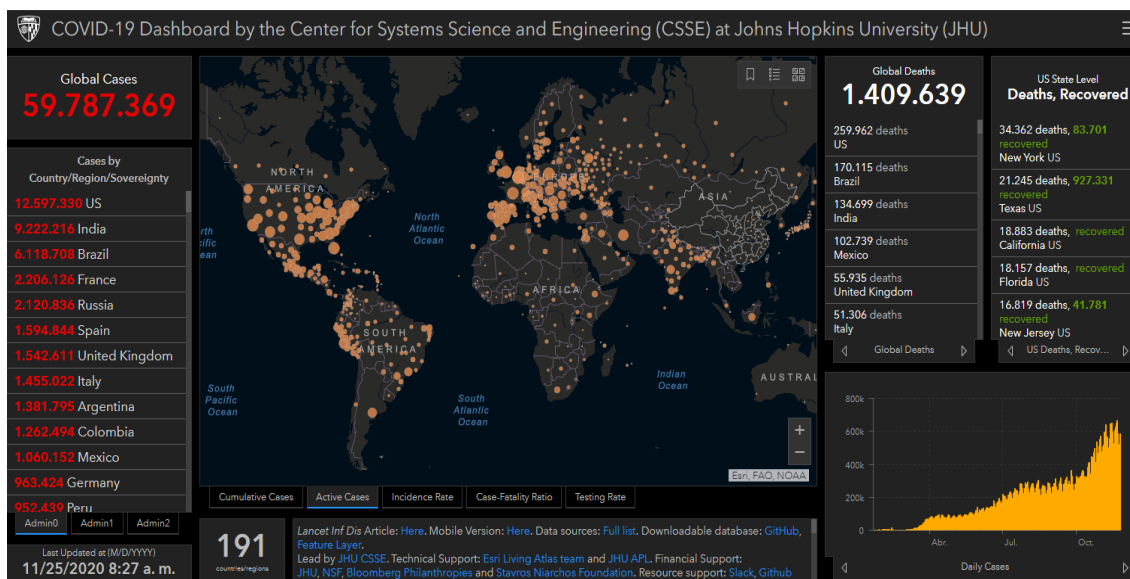 COVID-19 Dashboard by the Center for Systems Science and Engineering (CSSE) at Johns Hopkins University (JHU)
Global Cases
59.787.369
Cases by
Country/Region/Sovereignty
12.597.330 US
9.222.216 India
6.118.708 Brazil
2.206.126 France
2.120.836 Russia
1.594.844 Spain
1.542.611 United Kingdom
1.455.022 Italy
1.381.795 Argentina
1.262.494 Colombia
1.060.152 Mexico
963.424 Germany
952.439 Peru
Admin0
Admin1
Admin2
Last Updated at (M/D/YYYY)
11/25/2020 8:27 a. m.
NORTH
AMERICA
North
Atlantic
Ocean
rth
ific
ean
EUROPE
ASIA
AFRICA
SOUTH
AMERICA
Indian
Ocean
AUSTRAL
South
Pacific
Ocean
South
Atlantic
Ocean
+
−
Esri, FAO, NOAA
Cumulative Cases
Active Cases
Incidence Rate
Case-Fatality Ratio
Testing Rate
191
countries/regions
Lancet Inf Dis Article: Here. Mobile Version: Here. Data sources: Full list. Downloadable database: GitHub,
Feature Layer.
Lead by JHU CSSE. Technical Support: Esri Living Atlas team and JHU APL. Financial Support:
JHU, NSF, Bloomberg Philanthropies and Stavros Niarchos Foundation. Resource support: Slack, Github
Global Deaths
1.409.639
259.962 deaths
US
170.115 deaths
Brazil
134.699 deaths
India
102.739 deaths
Mexico
55.935 deaths
United Kingdom
51.306 deaths
Italy
Global Deaths
US State Level
Deaths, Recovered
34.362 deaths, 83.701
recovered
New York US
21.245 deaths, 927.331
recovered
Texas US
18.883 deaths, recovered
California US
18.157 deaths, recovered
Florida US
16.819 deaths, 41.781
recovered
New Jersey US
US Deaths, Recov...
800k
600k
400k
200k
0
Abr.
Jul.
Oct.
Daily Cases